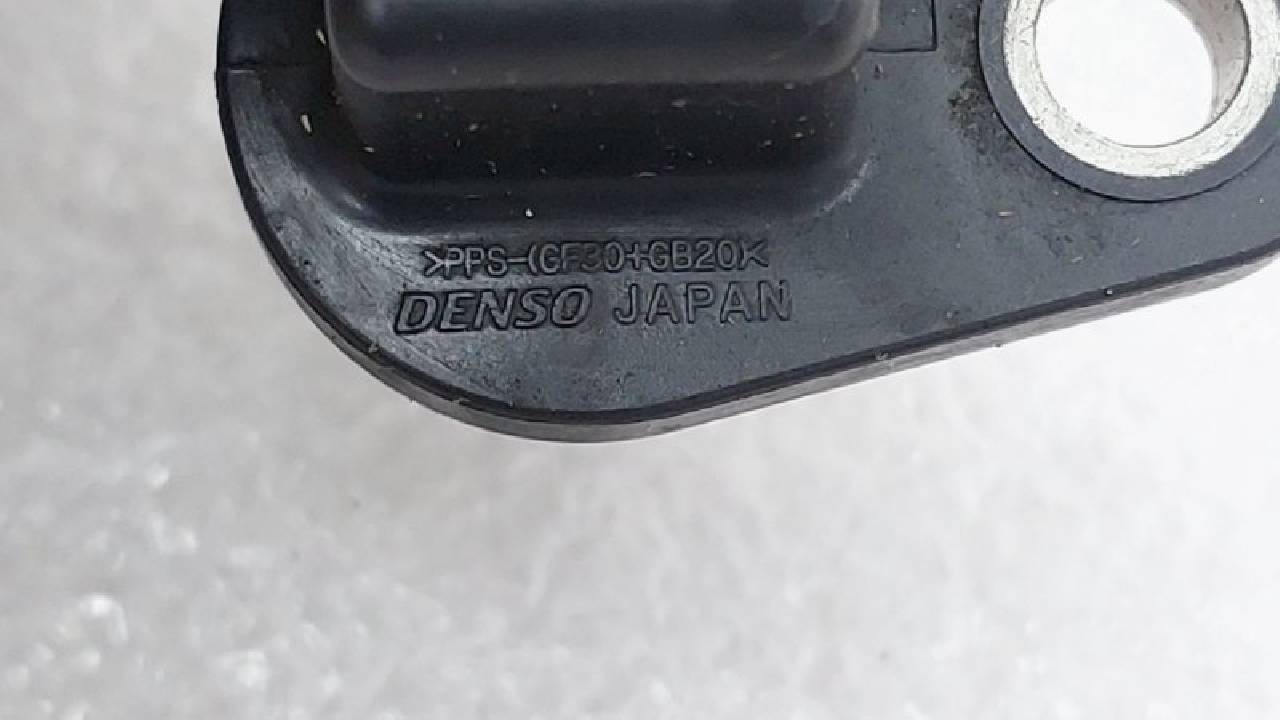 >PPS-(GF30+GB20)<
DENSO JAPAN